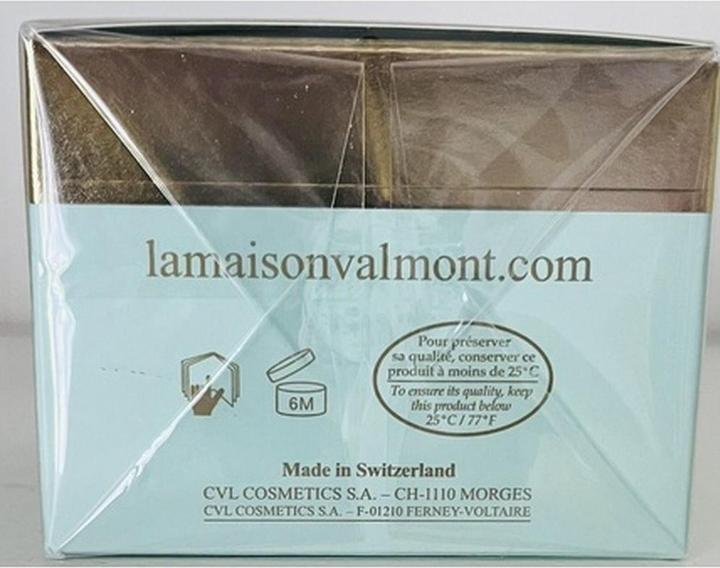 lamaisonvalmont.com
Pour préserver
sa qualité, conserver ce
produit à moins de 25°C
To ensure its quality, keep
this product below
25°C / 77°F
6M
Made in Switzerland
CVL COSMETICS S.A. – CH-1110 MORGES
CVL COSMETICS S.A. – F-01210 FERNEY-VOLTAIRE